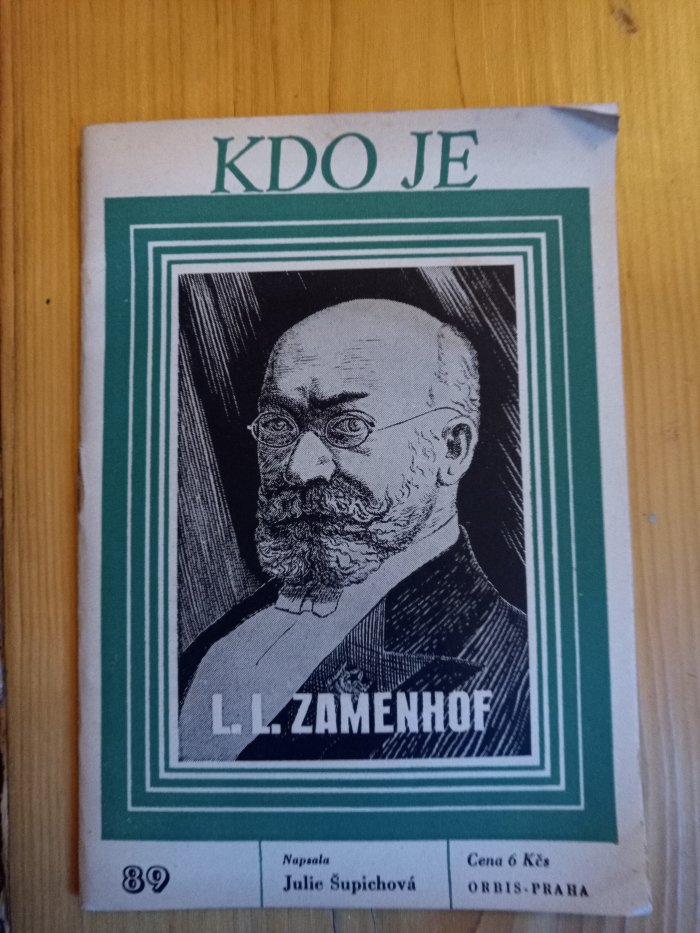 KDO JE
L. L. ZAMENHOF
89
Napsala
Julie Šupichová
Cena 6 Kčs
ORBIS-PRAHA